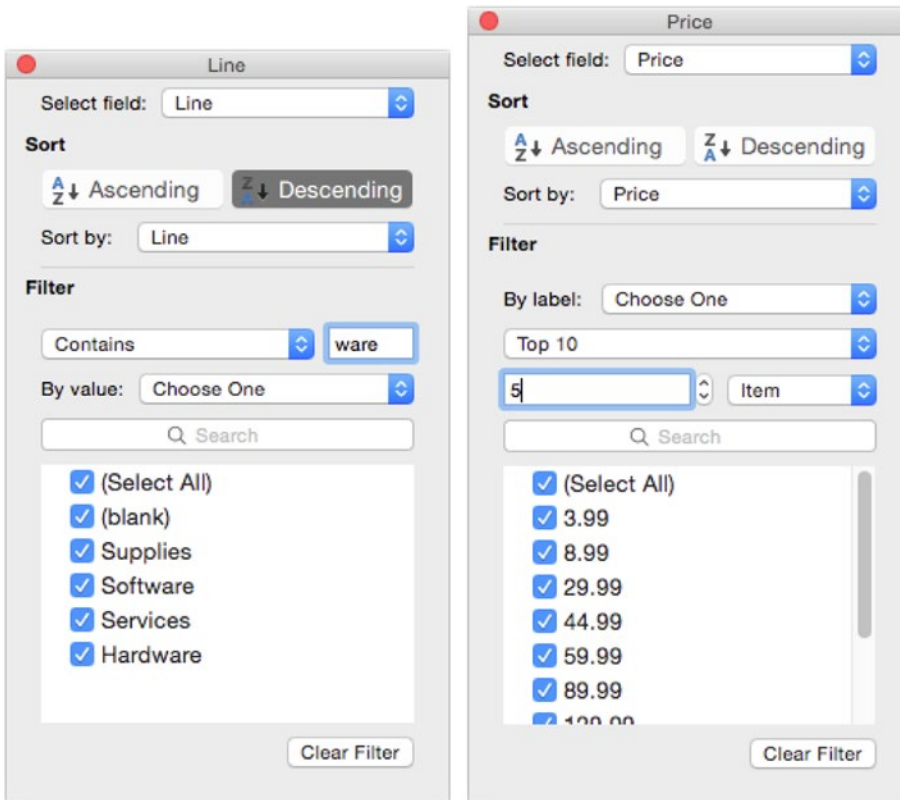 Line
Select field: Line
Sort
A Z Ascending Z A Descending
Sort by: Line
Filter
Contains ware
By value: Choose One
Search
(Select All)
(blank)
Supplies
Software
Services
Hardware
Clear Filter
Price
Select field: Price
Sort
A Z Ascending Z A Descending
Sort by: Price
Filter
By label: Choose One
Top 10
5 Item
Search
(Select All)
3.99
8.99
29.99
44.99
59.99
89.99
129.99
Clear Filter